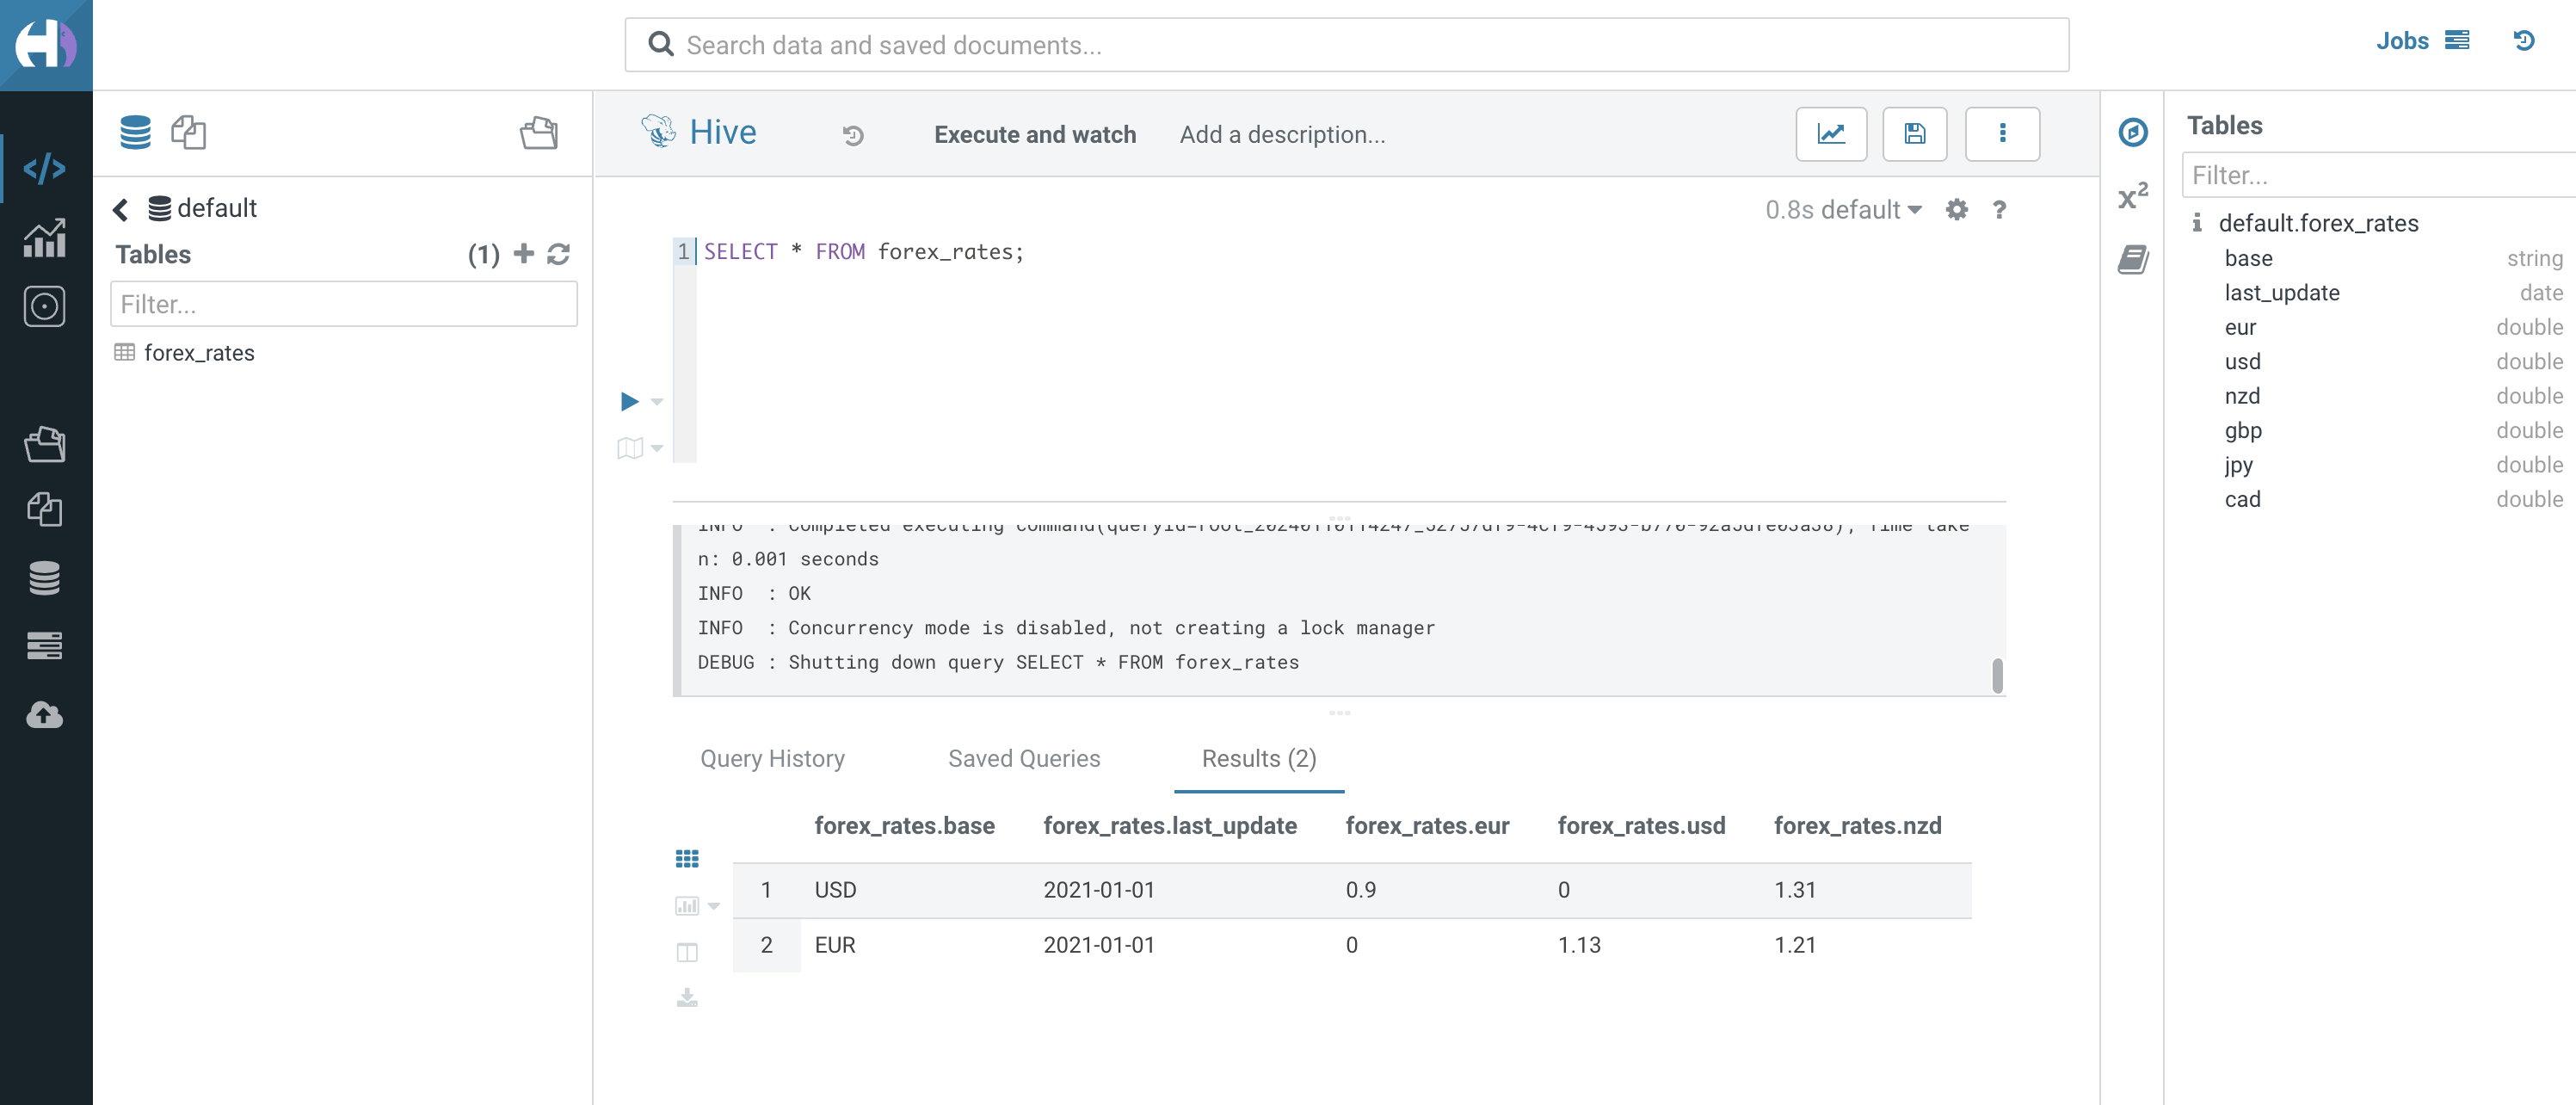 Search data and saved documents...
Jobs
Hive
Execute and watch
Add a description...
default
Tables
(1)
Filter...
forex_rates
0.8s default
?
1
SELECT * FROM forex_rates;
n: 0.001 seconds
INFO : OK
INFO : Concurrency mode is disabled, not creating a lock manager
DEBUG : Shutting down query SELECT * FROM forex_rates
Query History
Saved Queries
Results (2)
forex_rates.base forex_rates.last_update forex_rates.eur forex_rates.usd forex_rates.nzd
1 USD 2021-01-01 0.9 0 1.31
2 EUR 2021-01-01 0 1.13 1.21
x²
Tables
Filter...
default.forex_rates
base string
last_update date
eur double
usd double
nzd double
gbp double
jpy double
cad double